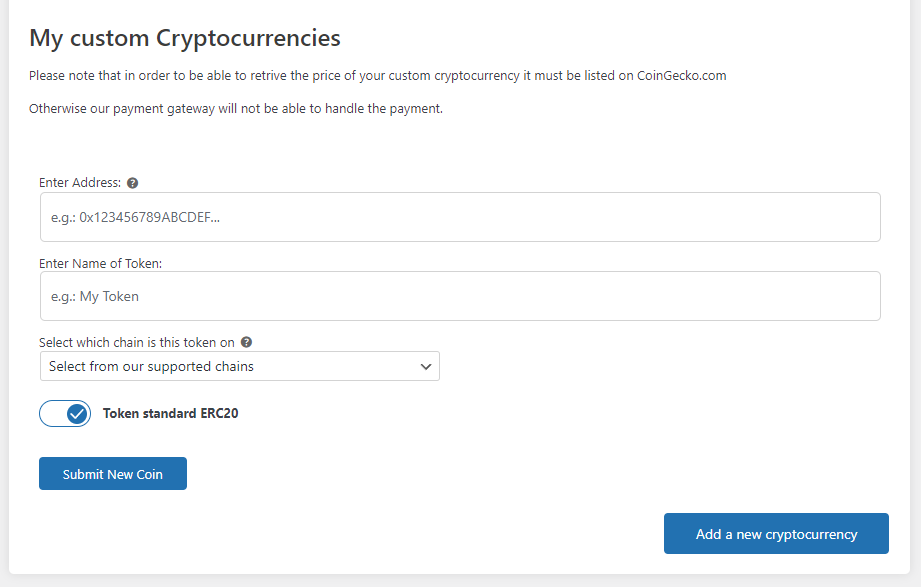 My custom Cryptocurrencies
Please note that in order to be able to retrive the price of your custom cryptocurrency it must be listed on CoinGecko.com
Otherwise our payment gateway will not be able to handle the payment.
Enter Address: ?
e.g.: 0x123456789ABCDEF...
Enter Name of Token:
e.g.: My Token
Select which chain is this token on ?
Select from our supported chains
Token standard ERC20
Submit New Coin
Add a new cryptocurrency